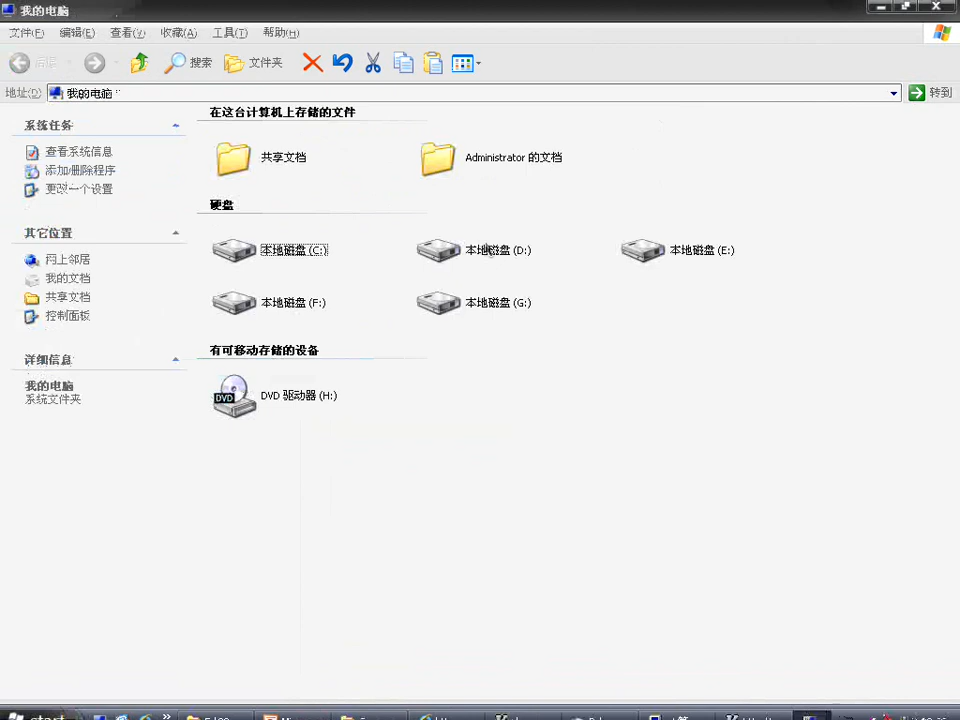 我的电脑
文件(F) 编辑(E) 查看(V) 收藏(A) 工具(T) 帮助(H)
搜索 文件夹
地址(D) 我的电脑 转到
系统任务
查看系统信息
添加/删除程序
更改一个设置
其它位置
网上邻居
我的文档
共享文档
控制面板
详细信息
我的电脑
系统文件夹
在这台计算机上存储的文件
共享文档 Administrator 的文档
硬盘
本地磁盘 (C:) 本地磁盘 (D:) 本地磁盘 (E:)
本地磁盘 (F:) 本地磁盘 (G:)
有可移动存储的设备
DVD
DVD 驱动器 (H:)
start